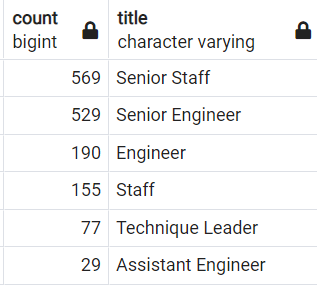 count title
bigint character varying
569 Senior Staff
529 Senior Engineer
190 Engineer
155 Staff
77 Technique Leader
29 Assistant Engineer